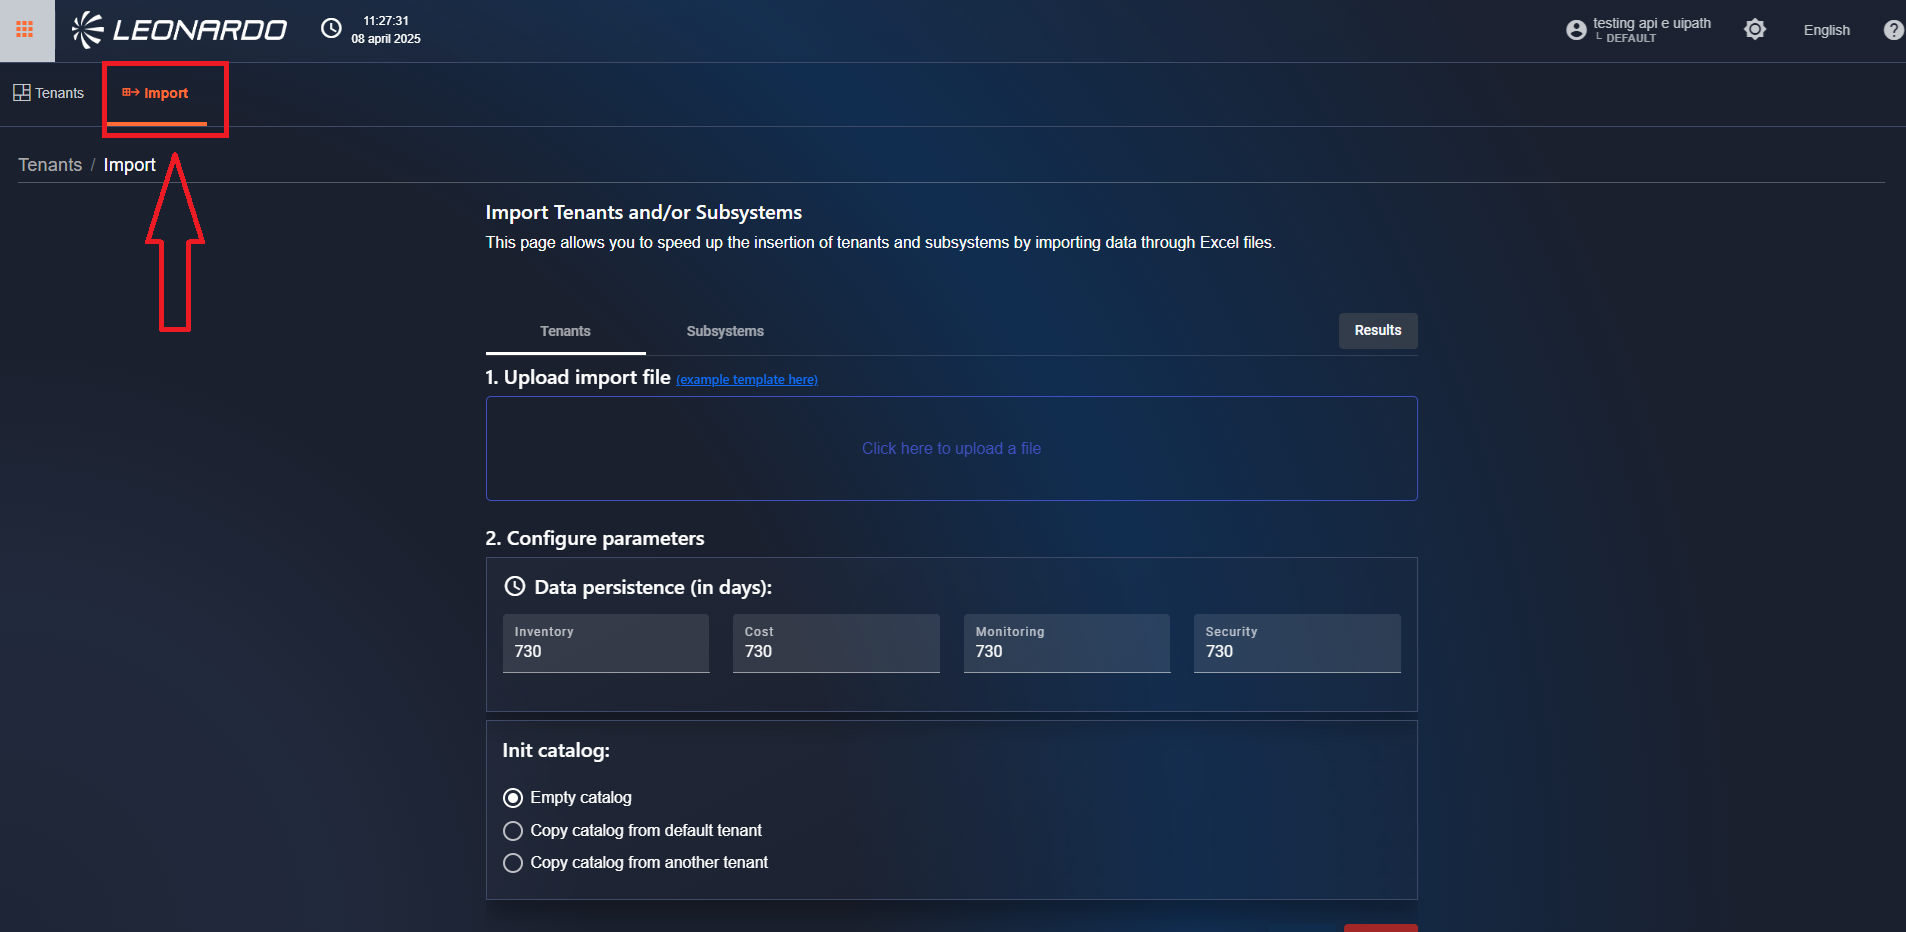 LEONARDO
11:27:31
08 april 2025
testing api e uipath
└ DEFAULT
English
?
Tenants
Import
Tenants / Import
Import Tenants and/or Subsystems
This page allows you to speed up the insertion of tenants and subsystems by importing data through Excel files.
Tenants
Subsystems
Results
1. Upload import file (example template here)
Click here to upload a file
2. Configure parameters
Data persistence (in days):
Inventory
730
Cost
730
Monitoring
730
Security
730
Init catalog:
Empty catalog
Copy catalog from default tenant
Copy catalog from another tenant